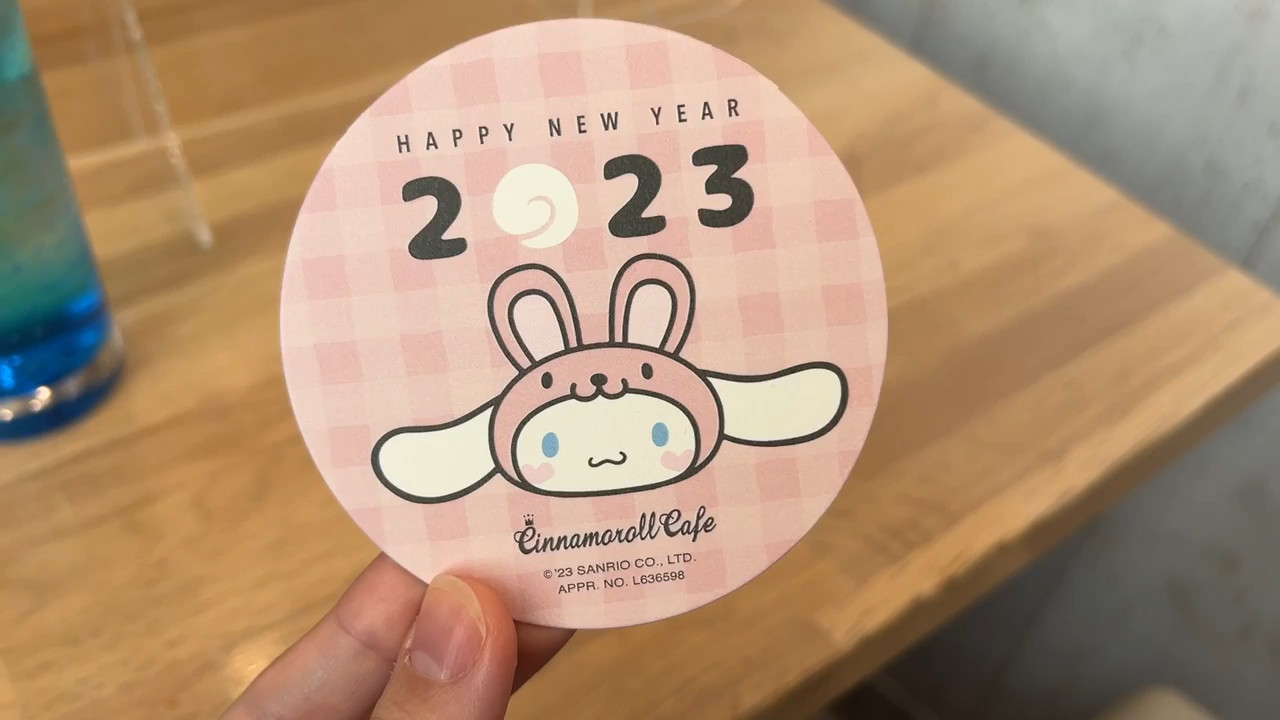 HAPPY NEW YEAR
2023
Cinnamoroll Cafe
©'23 SANRIO CO., LTD.
APPR. NO. L636598